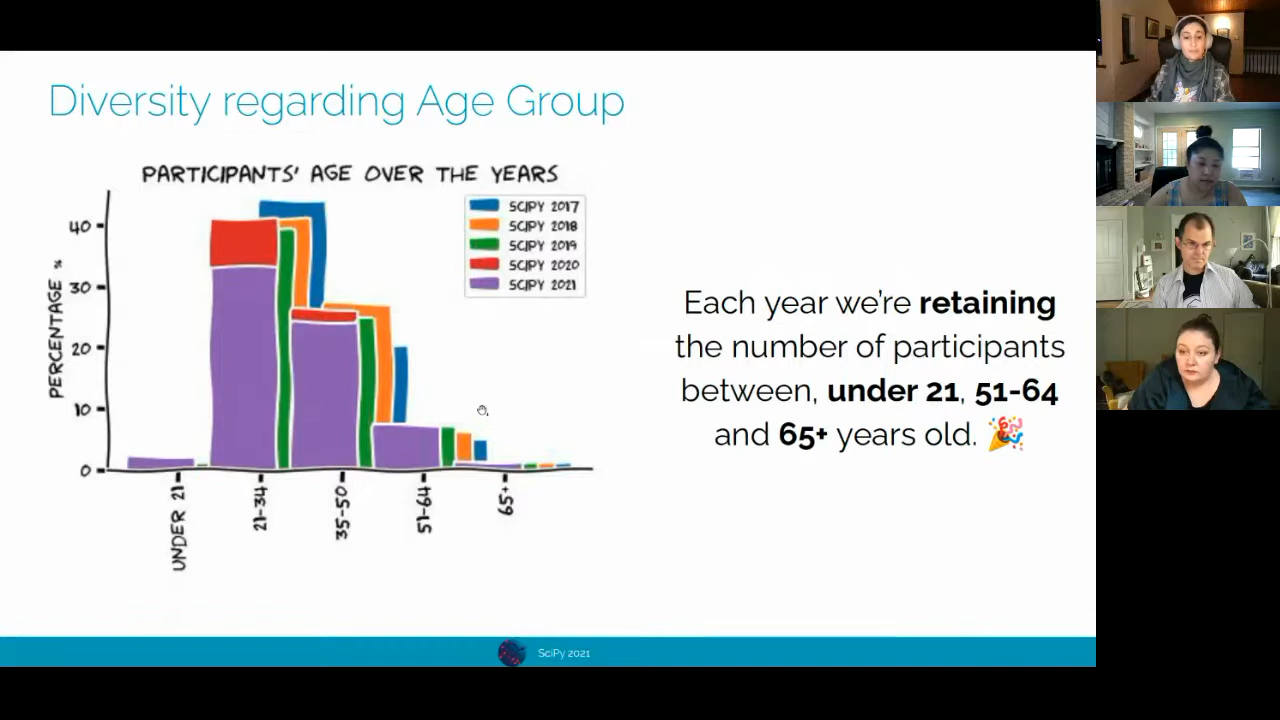 Diversity regarding Age Group
PARTICIPANTS' AGE OVER THE YEARS
SCIPY 2017
SCIPY 2018
SCIPY 2019
SCIPY 2020
SCIPY 2021
PERCENTAGE %
40
30
20
10
0
UNDER 21
21-34
35-50
51-64
65+
Each year we're retaining
the number of participants
between, under 21, 51-64
and 65+ years old. 🎉
SciPy 2021